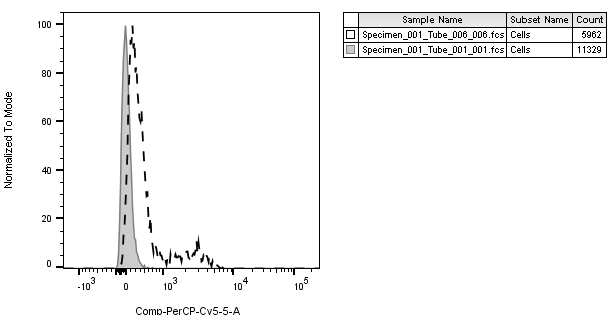 100
80
60
40
20
0
-10³ 0 10³ 10⁴ 10⁵
Normalized To Mode
Comp-PerCP-Cy5-5-A
Sample Name Subset Name Count
Specimen_001_Tube_006_006.fcs Cells 5962
Specimen_001_Tube_001_001.fcs Cells 11329